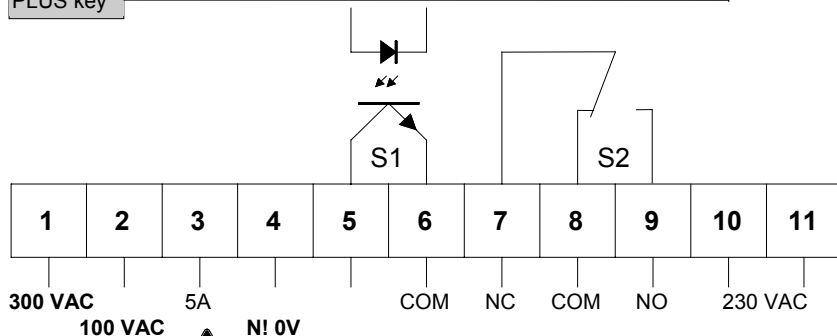 PLUS key
S1 S2
1 2 3 4 5 6 7 8 9 10 11
300 VAC 5A COM NC COM NO 230 VAC
100 VAC N! 0V